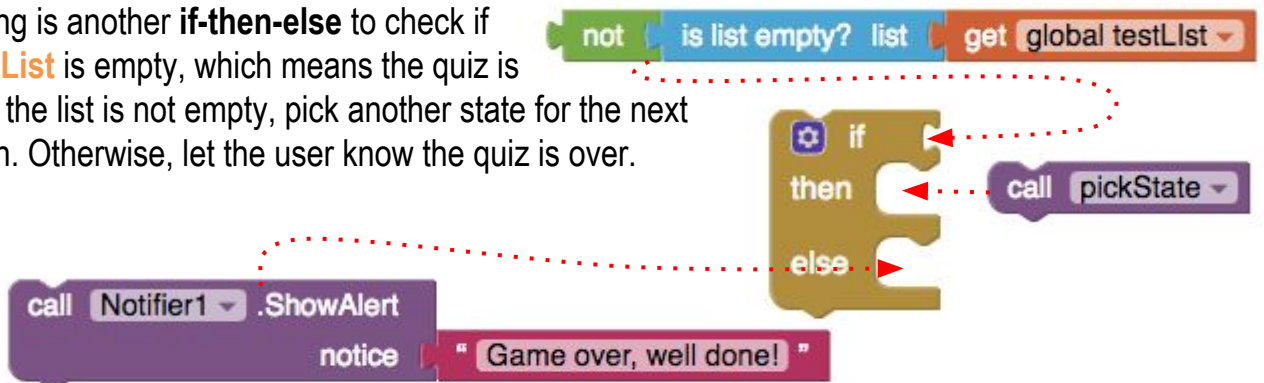 ng is another if-then-else to check if
List is empty, which means the quiz is
the list is not empty, pick another state for the next
n. Otherwise, let the user know the quiz is over.
not is list empty? list get global testLIst
if
then
call pickState
else
call Notifier1 .ShowAlert
notice " Game over, well done! "